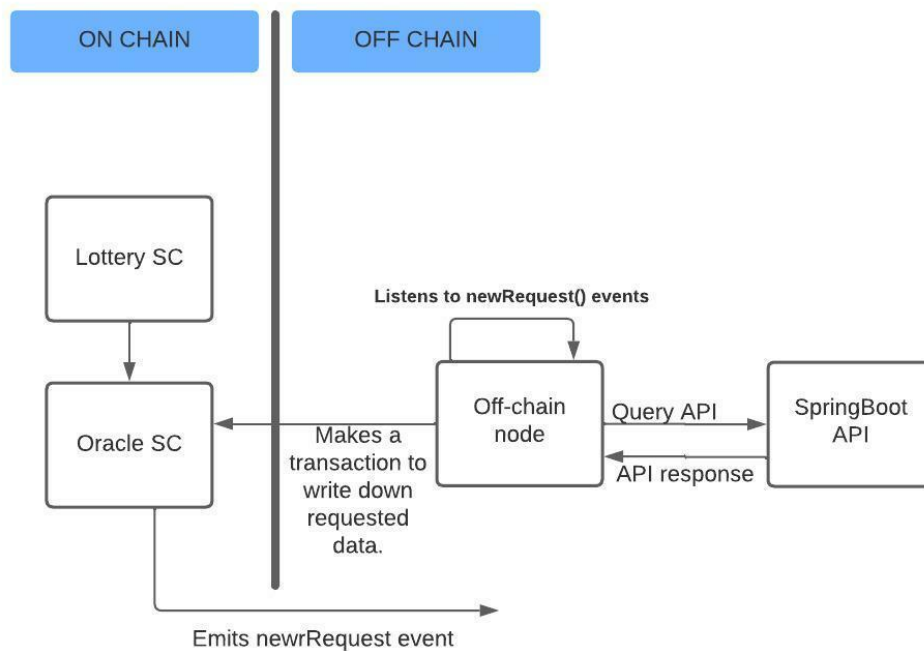 ON CHAIN
OFF CHAIN
Lottery SC
Listens to newRequest() events
Oracle SC
Off-chain
node
Query API
API response
SpringBoot
API
Makes a
transaction to
write down
requested
data.
Emits newrRequest event